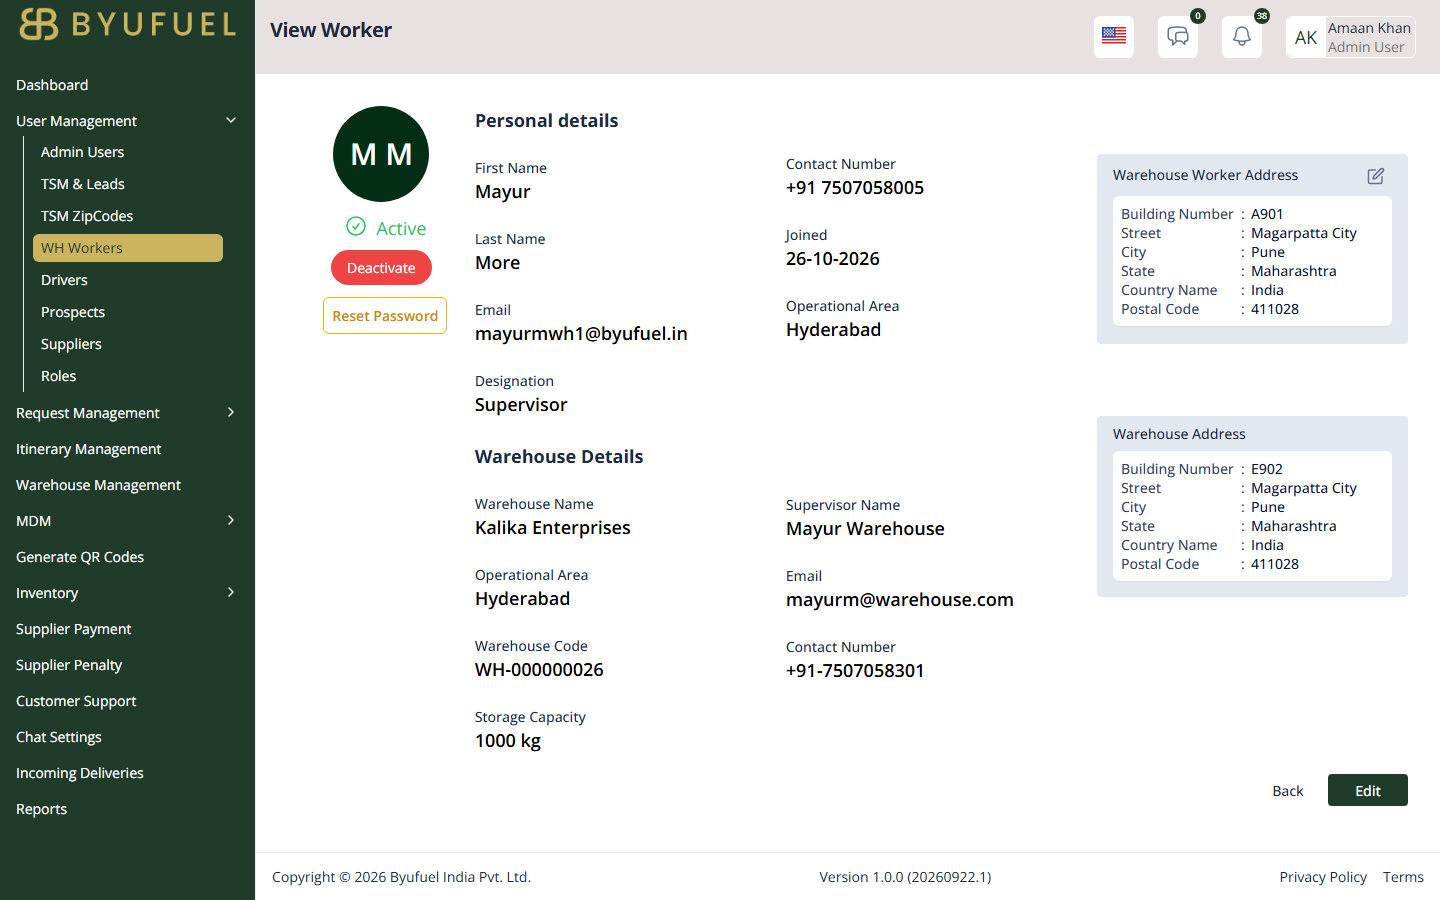 BYUFUEL
Dashboard
User Management
Admin Users
TSM & Leads
TSM ZipCodes
WH Workers
Drivers
Prospects
Suppliers
Roles
Request Management
Itinerary Management
Warehouse Management
MDM
Generate QR Codes
Inventory
Supplier Payment
Supplier Penalty
Customer Support
Chat Settings
Incoming Deliveries
Reports
View Worker
0
38
AK
Amaan Khan
Admin User
M M
Active
Deactivate
Reset Password
Personal details
First Name
Mayur
Last Name
More
Email
mayurmwh1@byufuel.in
Designation
Supervisor
Contact Number
+91 7507058005
Joined
26-10-2026
Operational Area
Hyderabad
Warehouse Details
Warehouse Name
Kalika Enterprises
Operational Area
Hyderabad
Warehouse Code
WH-000000026
Storage Capacity
1000 kg
Supervisor Name
Mayur Warehouse
Email
mayurm@warehouse.com
Contact Number
+91-7507058301
Warehouse Worker Address
Building Number : A901
Street : Magarpatta City
City : Pune
State : Maharashtra
Country Name : India
Postal Code : 411028
Warehouse Address
Building Number : E902
Street : Magarpatta City
City : Pune
State : Maharashtra
Country Name : India
Postal Code : 411028
Back
Edit
Copyright © 2026 Byufuel India Pvt. Ltd.
Version 1.0.0 (20260922.1)
Privacy Policy
Terms